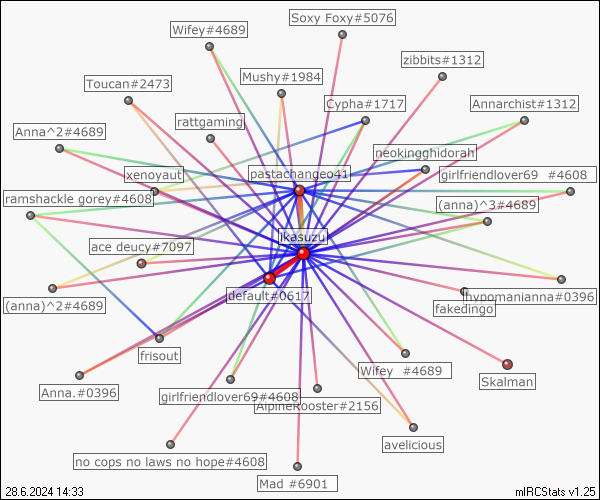 Soxy Foxy#5076
Wifey#4689
zibbits#1312
Mushy#1984
Toucan#2473
Cypha#1717
Annarchist#1312
rattgaming
Anna^2#4689
neokingghidorah
xenoyaut
pastachangeo41
girlfriendlover69 #4608
ramshackle gorey#4608
(anna)^3#4689
ikasuzu
ace deucy#7097
default#0617
hypomanianna#0396
(anna)^2#4689
fakedingo
frisout
Wifey #4689
Skalman
Anna.#0396
girlfriendlover69#4608
AlpineRooster#2156
avelicious
no cops no laws no hope#4608
Mad #6901
28.6.2024 14:33
mIRCStats v1.25